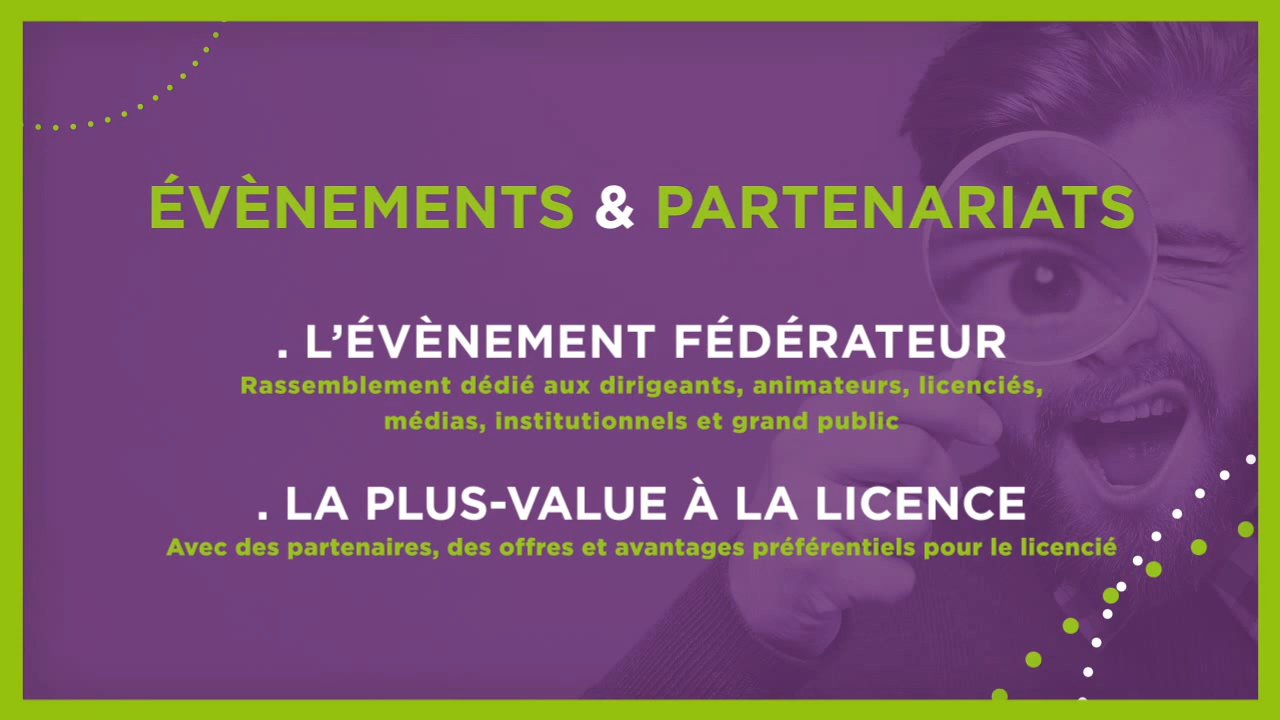 ÉVÈNEMENTS & PARTENARIATS
. L’ÉVÈNEMENT FÉDÉRATEUR
Rassemblement dédié aux dirigeants, animateurs, licenciés,
médias, institutionnels et grand public
. LA PLUS-VALUE À LA LICENCE
Avec des partenaires, des offres et avantages préférentiels pour le licencié